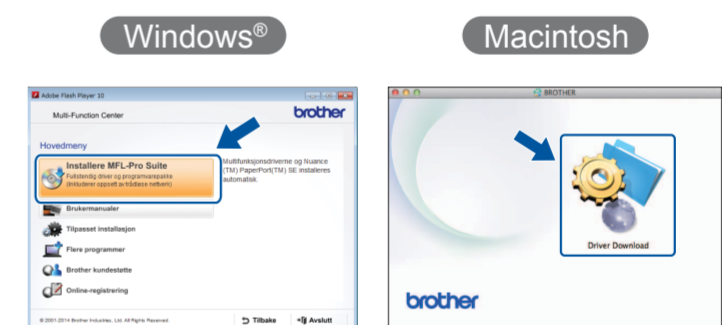 Windows®
Macintosh
Adobe Flash Player 10
Multi-Function Center
brother
Hovedmeny
Installere MFL-Pro Suite
Fullstendig driver og programvarepakke
(Inkluderer oppsett av trådløse nettverk)
Multifunksjonsdriverne og Nuance
(TM) PaperPort(TM) SE installeres
automatisk.
Brukermanualer
Tilpasset installasjon
Flere programmer
Brother kundestøtte
Online-registrering
© 2001-2014 Brother Industries, Ltd. All Rights Reserved.
Tilbake
Avslutt
BROTHER
Driver Download
brother